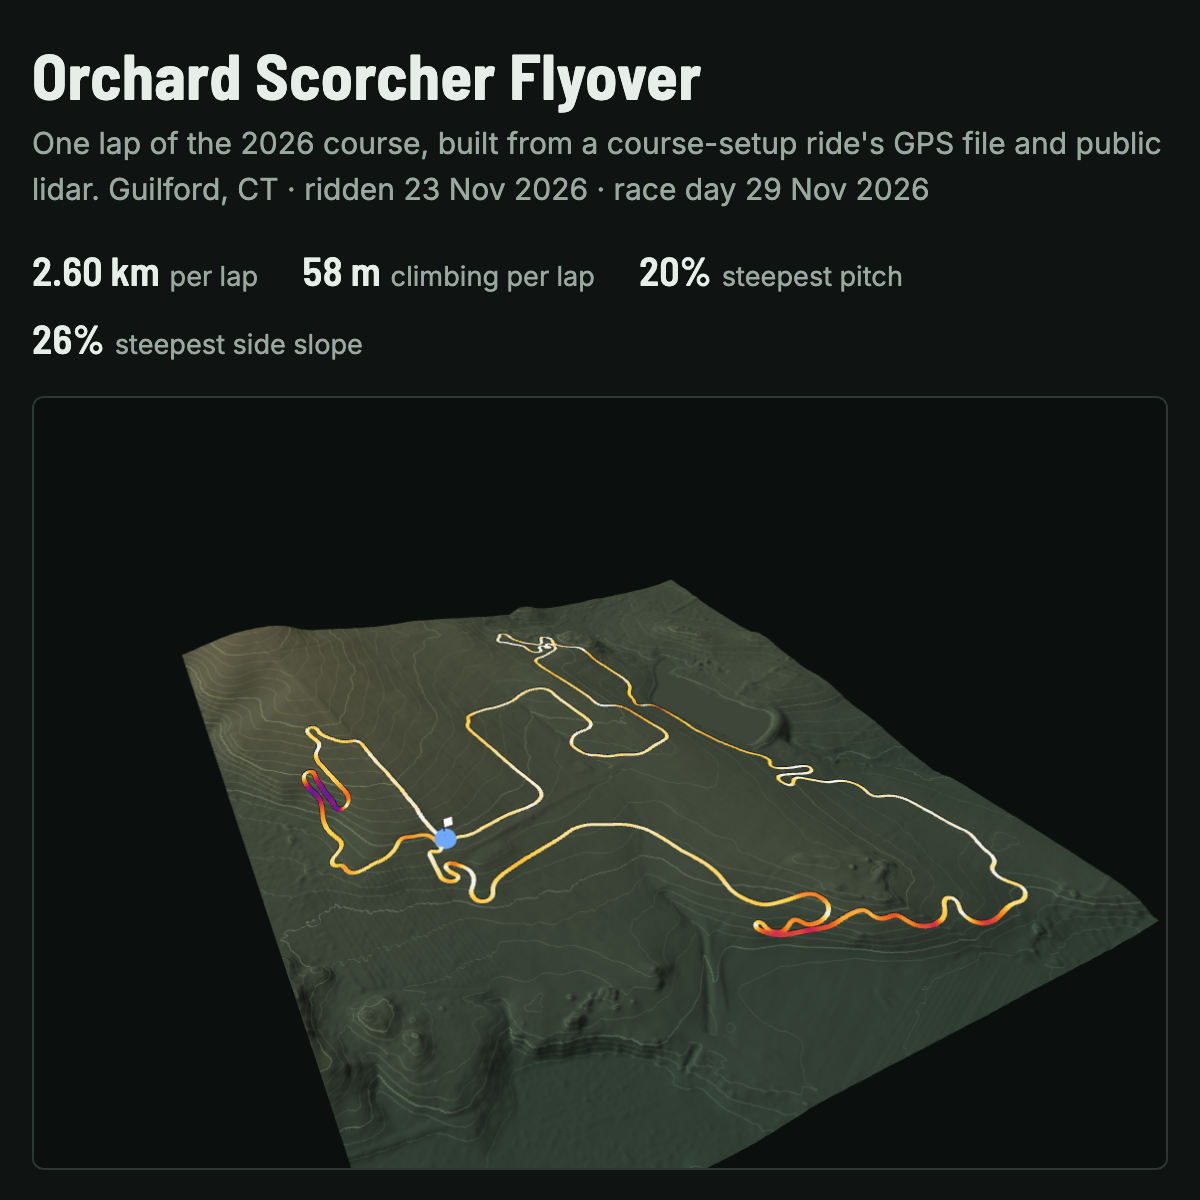 Orchard Scorcher Flyover
One lap of the 2026 course, built from a course-setup ride's GPS file and public
lidar. Guilford, CT · ridden 23 Nov 2026 · race day 29 Nov 2026
2.60 km per lap 58 m climbing per lap 20% steepest pitch
26% steepest side slope